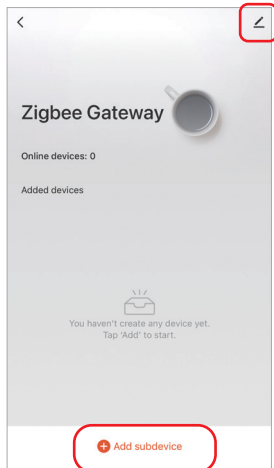 Zigbee Gateway
Online devices: 0
Added devices
You haven't create any device yet.
Tap 'Add' to start.
Add subdevice